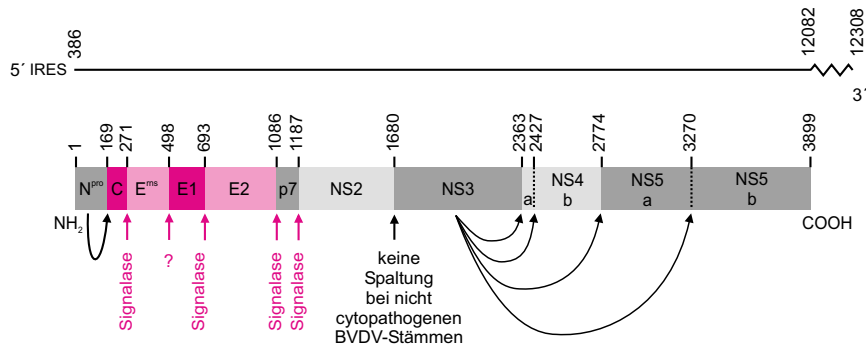 386
12082
12308
5´ IRES
3´
1
169
271
498
693
1086
1187
1680
2363
2427
2774
3270
3899
Npro
C
Erns
E1
E2
p7
NS2
NS3
a
NS4
b
NS5
a
NS5
b
NH2
COOH
Signalase
?
Signalase
Signalase
Signalase
keine
Spaltung
bei nicht
cytopathogenen
BVDV-Stämmen